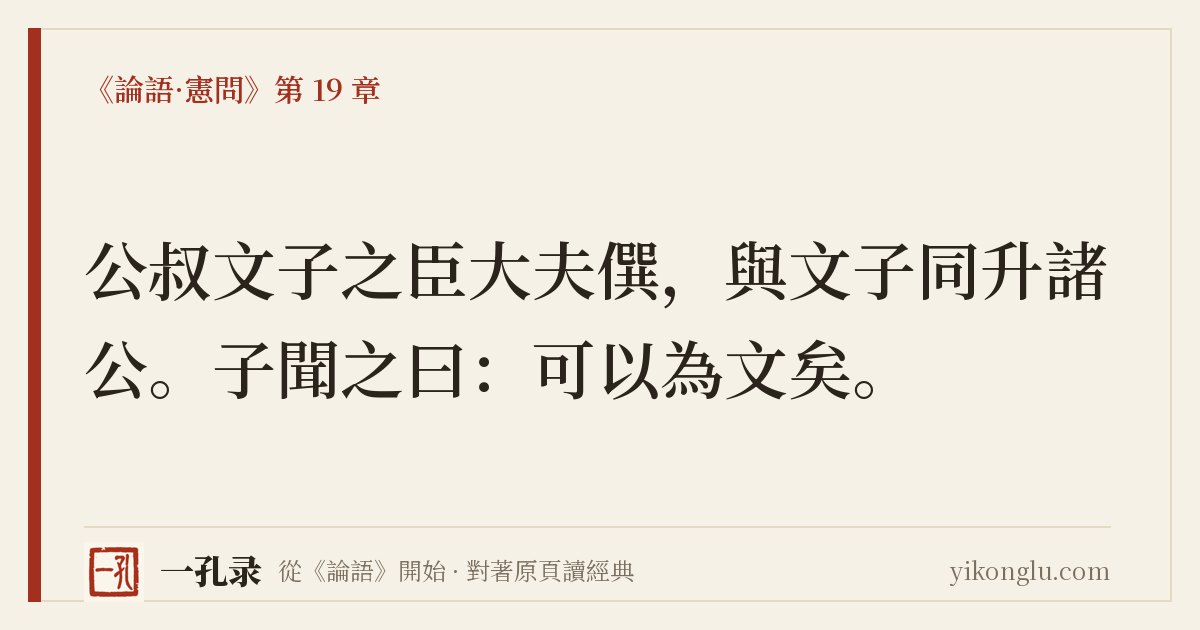 《論語·憲問》第 19 章
公叔文子之臣大夫僎，與文子同升諸
公。子聞之曰：可以為文矣。
一孔
一孔录 從《論語》開始 · 對著原頁讀經典 yikonglu.com